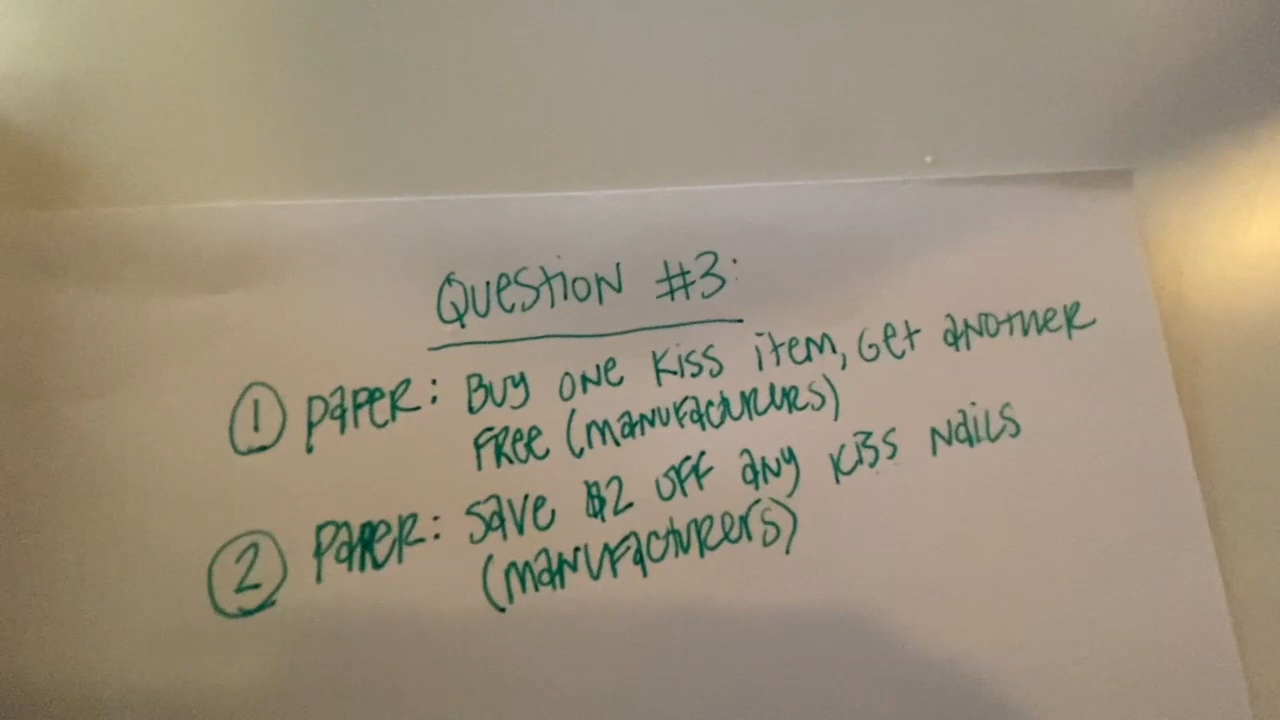 QUESTION #3:
① PAPER: BUY ONE KISS ITEM, GET ANOTHER
FREE (MANUFACTURERS)
② PAPER: SAVE $2 OFF ANY KISS NAILS
(MANUFACTURERS)